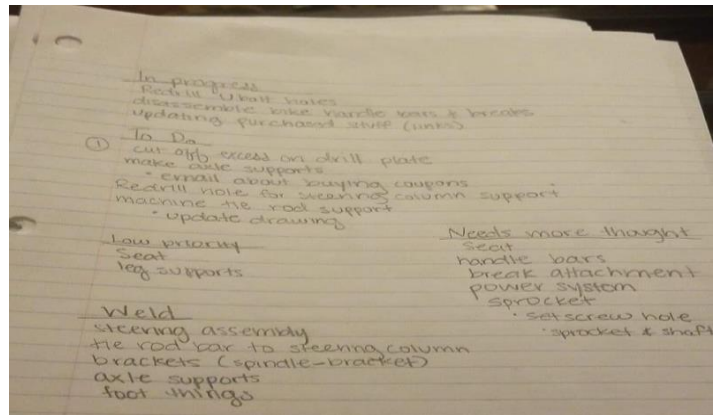 In progress
Redrill Ubolt holes
disassemble bike handle bars & breaks
updating purchased stuff (links)
① To Do
cut off excess on drill plate
make axle supports
• email about buying coupons
Redrill hole for steering column support
machine tie rod support
• update drawing
Low priority
Seat
leg supports
Needs more thought
Seat
handle bars
break attachment
power system
sprocket
• setscrew hole
• sprocket & shaft
Weld
steering assembly
tie rod bar to steering column
brackets (spindle-bracket)
axle supports
foot things